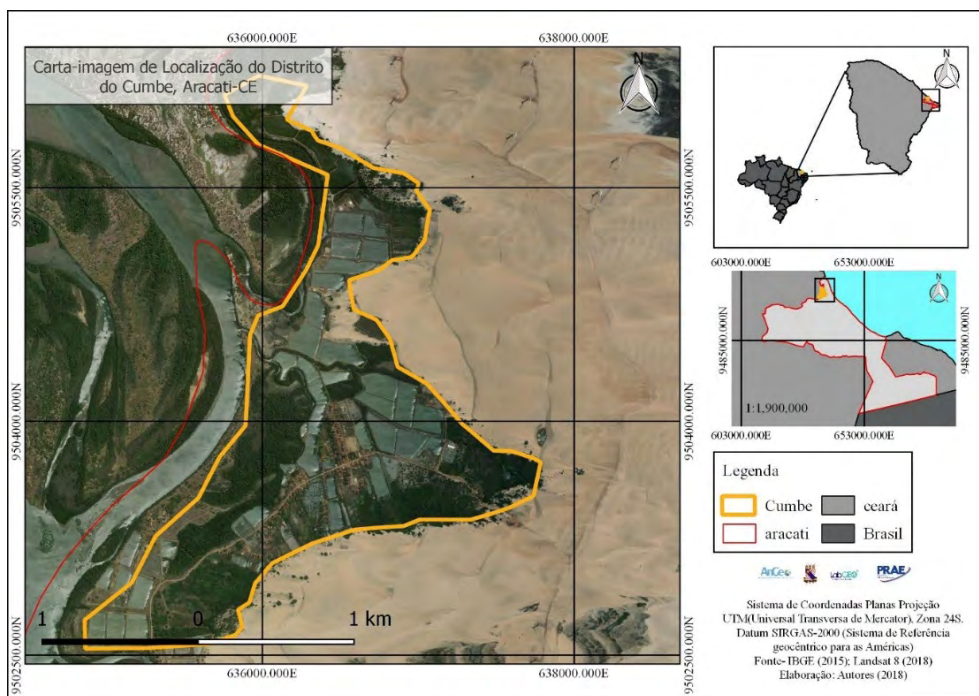 636000.000E
638000.000E
Carta-imagem de Localização do Distrito
do Cumbe, Aracati-CE
N
N
9505500.000N
9505500.000N
603000.000E
653000.000E
N
9485000.000N
9485000.000N
1:1,900,000
603000.000E
653000.000E
9504000.000N
9504000.000N
Legenda
Cumbe
ceará
aracati
Brasil
1
0
1 km
9502500.000N
9502500.000N
636000.000E
638000.000E
LabGEO
PRAE
Sistema de Coordenadas Planas Projeção
UTM(Universal Transversa de Mercator), Zona 24S.
Datum SIRGAS-2000 (Sistema de Referência
geocêntrico para as Américas)
Fonte-IBGE (2015); Landsat 8 (2018)
Elaboração: Autores (2018)